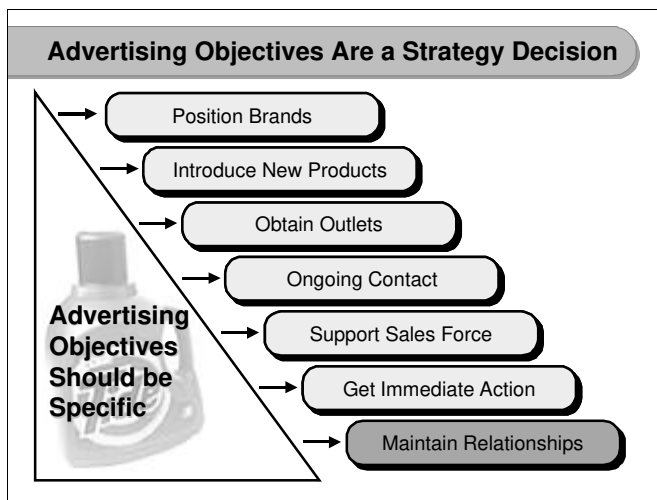 Advertising Objectives Are a Strategy Decision
Position Brands
Introduce New Products
Obtain Outlets
Ongoing Contact
Support Sales Force
Get Immediate Action
Maintain Relationships
Advertising
Objectives
Should be
Specific
Tide